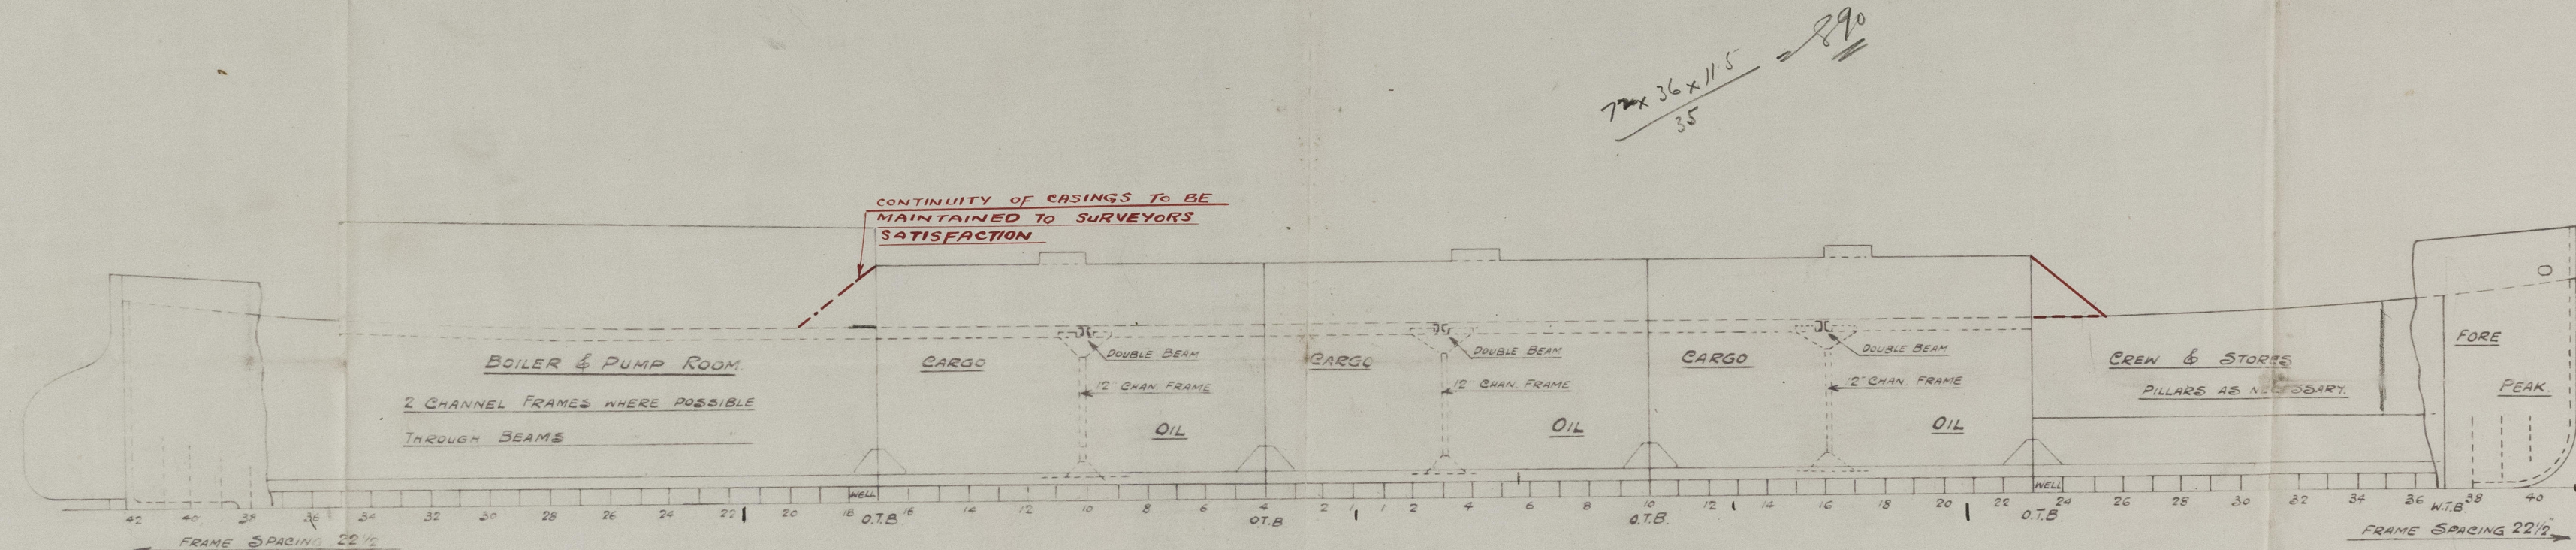 72 x 36 x 11.5 = 890
35
CONTINUITY OF CASINGS TO BE
MAINTAINED TO SURVEYORS
SATISFACTION
BOILER & PUMP ROOM.
2 CHANNEL FRAMES WHERE POSSIBLE
THROUGH BEAMS
CARGO
DOUBLE BEAM
12" CHAN. FRAME
OIL
CARGO
DOUBLE BEAM
12" CHAN. FRAME
OIL
CARGO
DOUBLE BEAM
12" CHAN. FRAME
OIL
CREW & STORES
PILLARS AS NECESSARY.
FORE
PEAK.
WELL
WELL
42 40 38 36 34 32 30 28 26 24 22 20 18 O.T.B. 16 14 12 10 8 6 4 2 1 1 2 4 6 8 10 12 14 16 18 20 22 24 26 28 30 32 34 36 W.T.B. 38 40
O.T.B. O.T.B. O.T.B.
FRAME SPACING 22½
FRAME SPACING 22½"